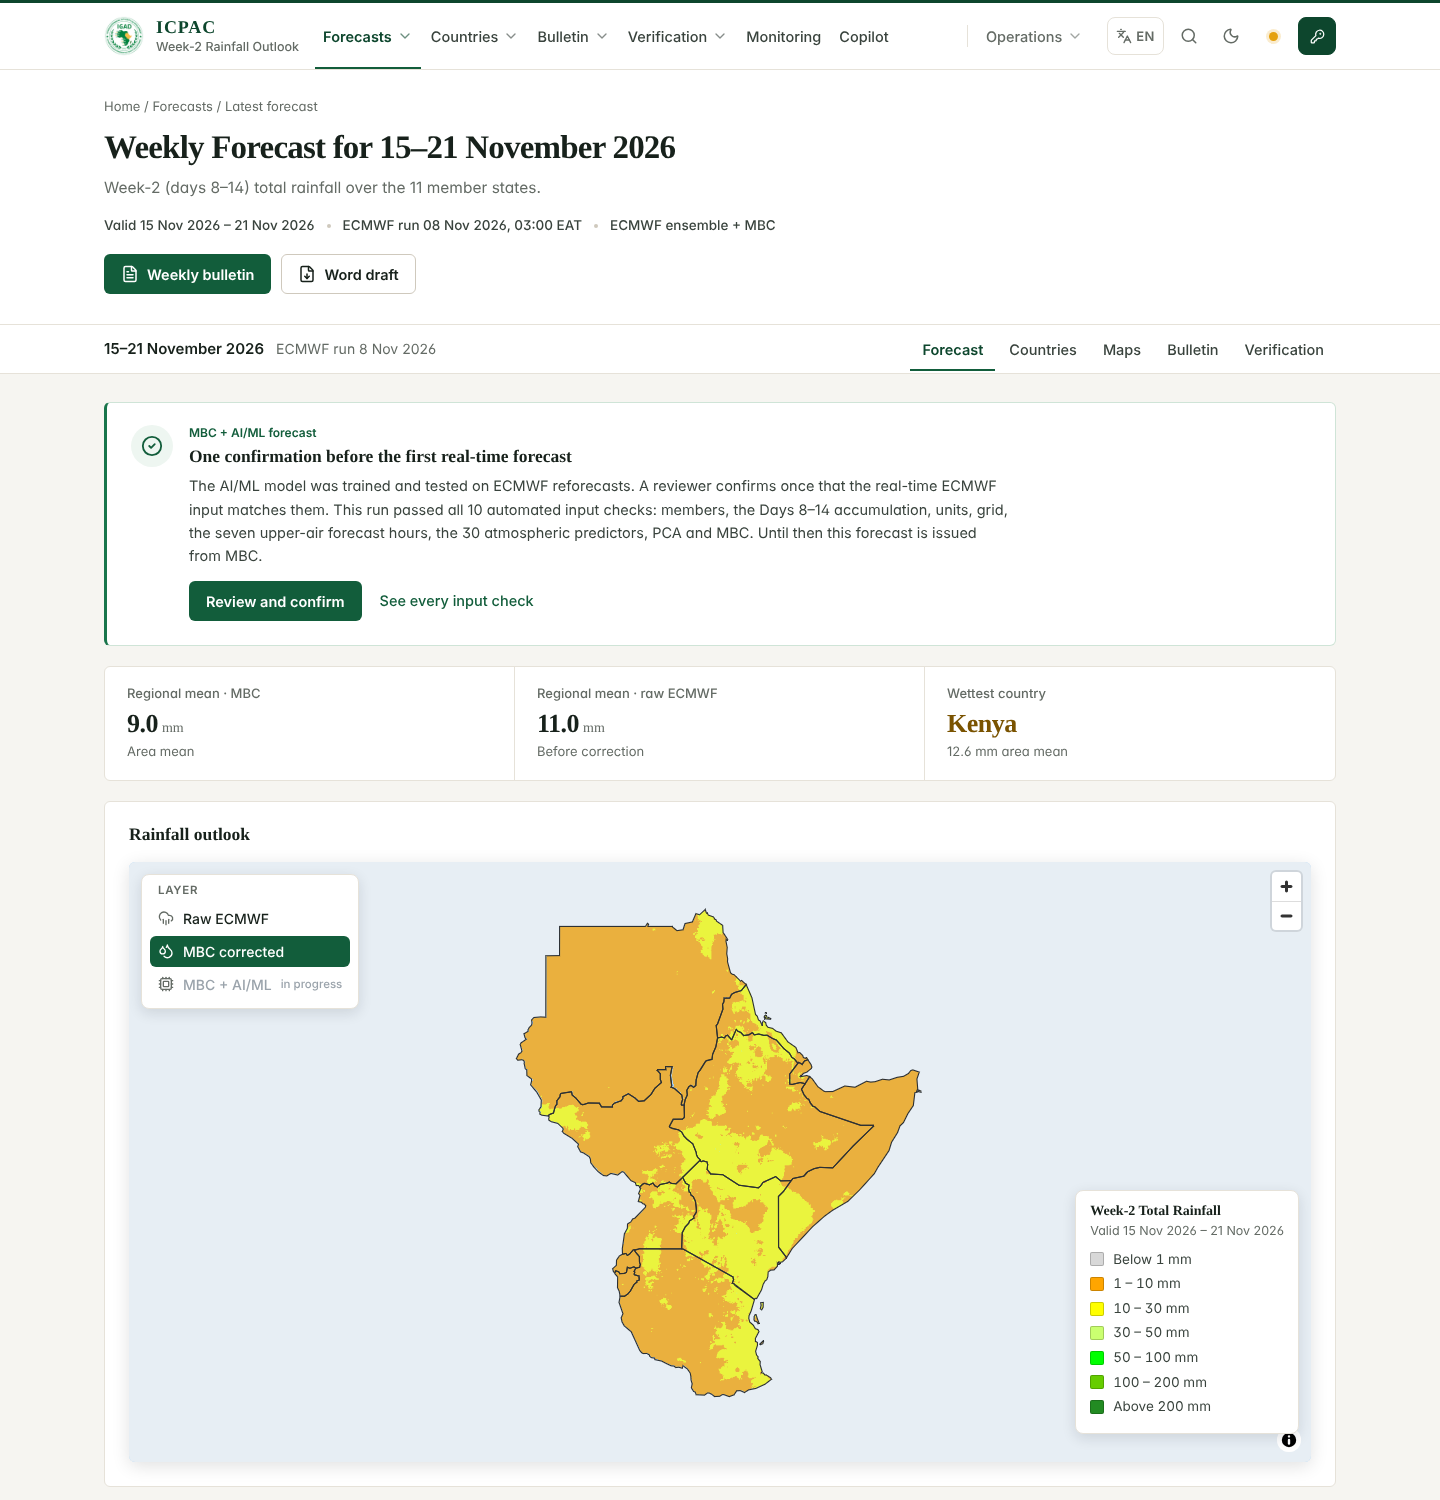 IGAD
ICPAC
Week-2 Rainfall Outlook
Forecasts
Countries
Bulletin
Verification
Monitoring
Copilot
Operations
EN
Home / Forecasts / Latest forecast
Weekly Forecast for 15–21 November 2026
Week-2 (days 8–14) total rainfall over the 11 member states.
Valid 15 Nov 2026 – 21 Nov 2026 • ECMWF run 08 Nov 2026, 03:00 EAT • ECMWF ensemble + MBC
Weekly bulletin
Word draft
15–21 November 2026 ECMWF run 8 Nov 2026
Forecast
Countries
Maps
Bulletin
Verification
MBC + AI/ML forecast
One confirmation before the first real-time forecast
The AI/ML model was trained and tested on ECMWF reforecasts. A reviewer confirms once that the real-time ECMWF
input matches them. This run passed all 10 automated input checks: members, the Days 8–14 accumulation, units, grid,
the seven upper-air forecast hours, the 30 atmospheric predictors, PCA and MBC. Until then this forecast is issued
from MBC.
Review and confirm
See every input check
Regional mean · MBC
9.0 mm
Area mean
Regional mean · raw ECMWF
11.0 mm
Before correction
Wettest country
Kenya
12.6 mm area mean
Rainfall outlook
LAYER
Raw ECMWF
MBC corrected
MBC + AI/ML in progress
Week-2 Total Rainfall
Valid 15 Nov 2026 – 21 Nov 2026
Below 1 mm
1 – 10 mm
10 – 30 mm
30 – 50 mm
50 – 100 mm
100 – 200 mm
Above 200 mm